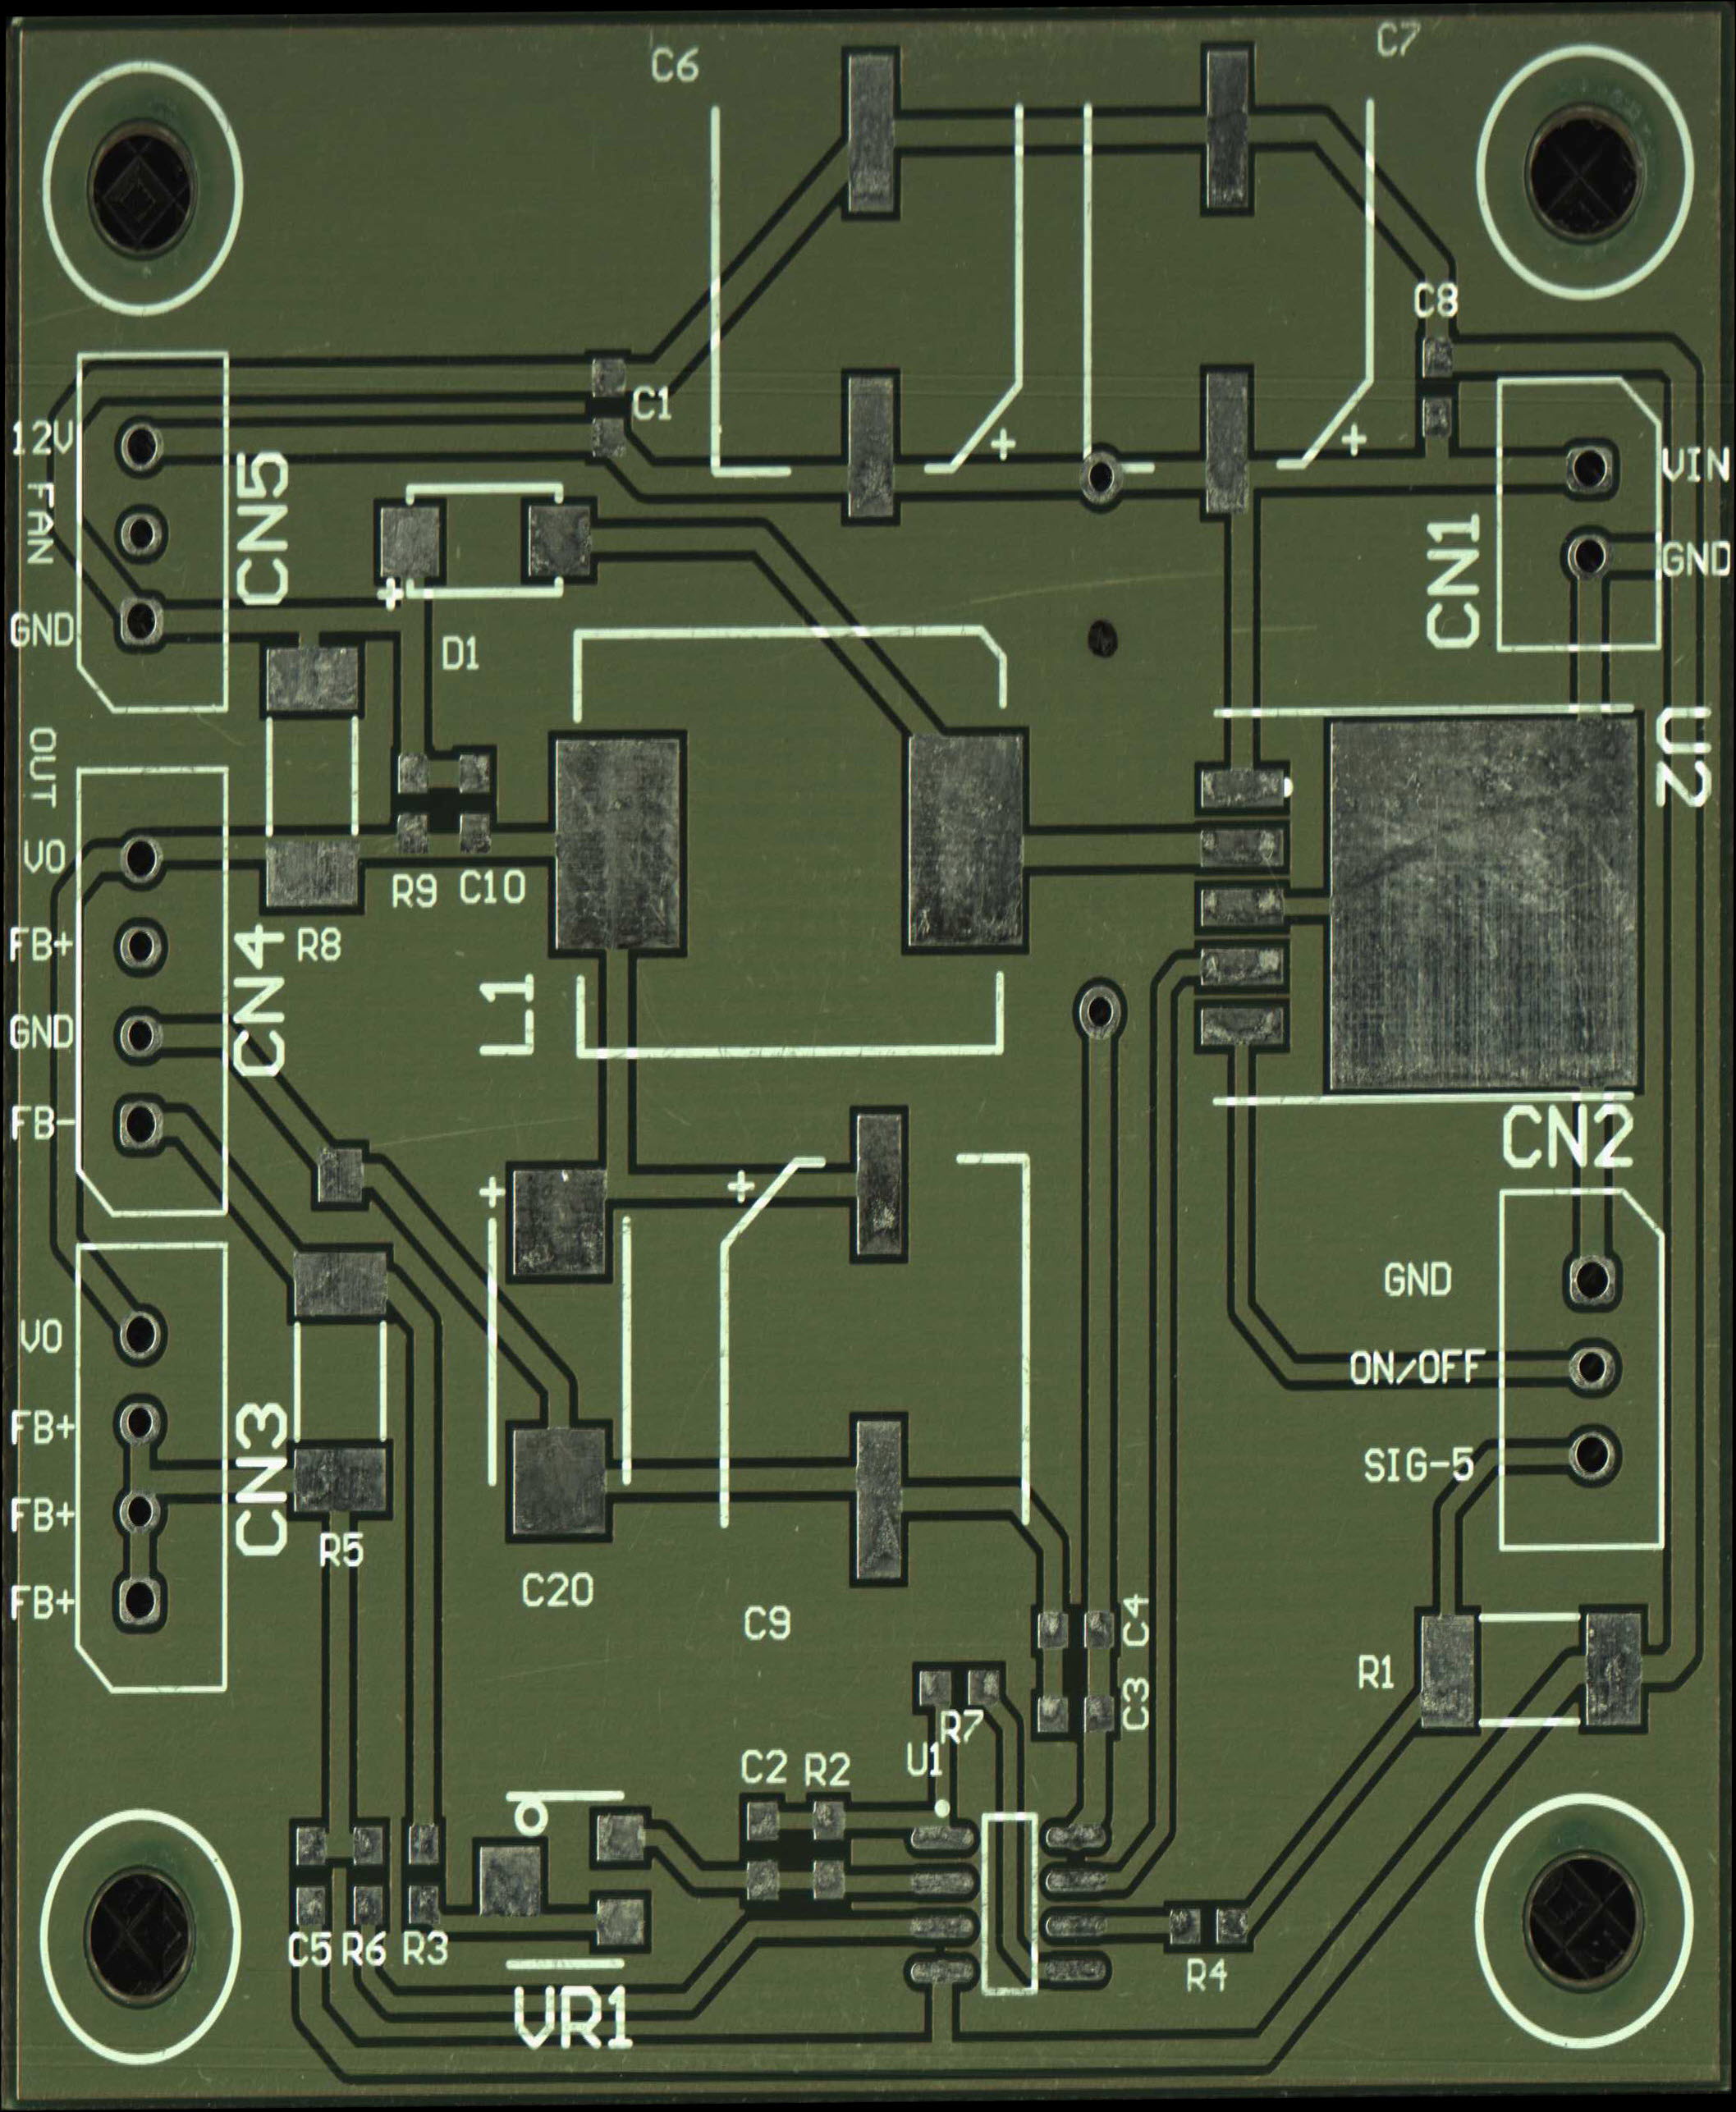 C6
C7
C8
C1
12V
FAN
GND
CN5
VIN
GND
CN1
D1
U2
OUT
VO
FB+
GND
FB-
CN4
R9
C10
R8
L1
CN2
GND
ON/OFF
SIG-5
VO
FB+
FB+
FB+
CN3
R5
C20
C9
C4
C3
R1
R7
U1
C2
R2
C5
R6
R3
R4
VR1
+
+
+
+
+